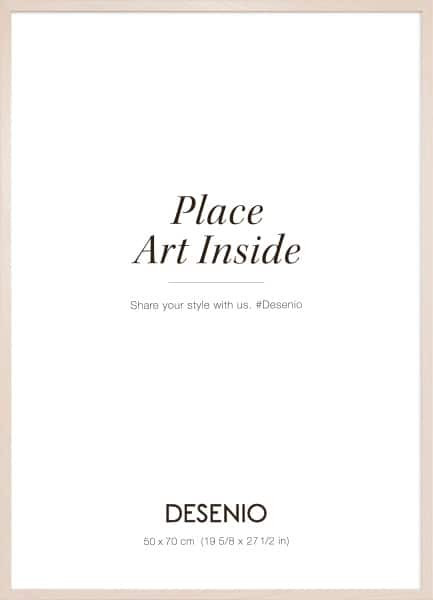 Place
Art Inside
Share your style with us. #Desenio
DESENIO
50 x 70 cm (19 5/8 x 27 1/2 in)